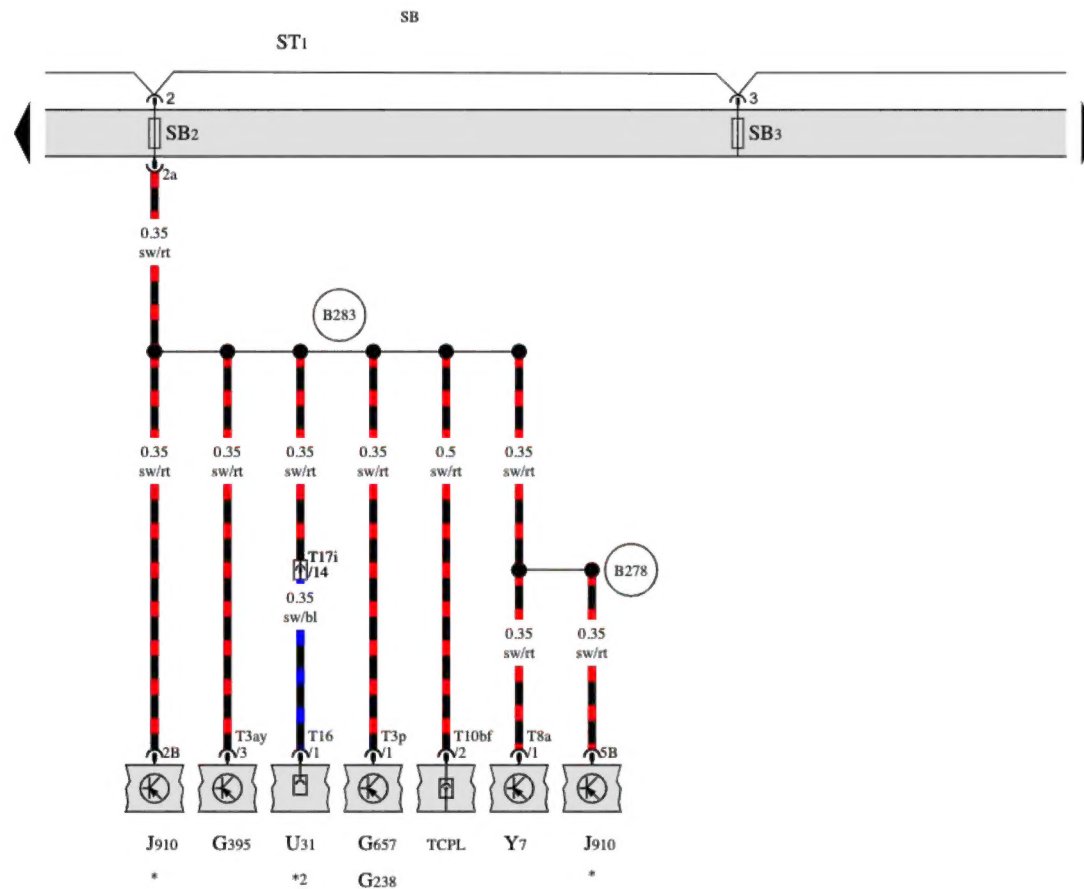 SB
ST1
2
3
SB2
SB3
2a
0.35
sw/rt
B283
0.35 0.35 0.35 0.35 0.5 0.35
sw/rt sw/rt sw/rt sw/rt sw/rt sw/rt
T17i
/14
B278
0.35
sw/bl
0.35 0.35
sw/rt sw/rt
2B T3ay T16 T3p T10bf T8a 5B
/3 /1 /1 /2 /1
J910 G395 U31 G657 TCPL Y7 J910
* *2 G238 *